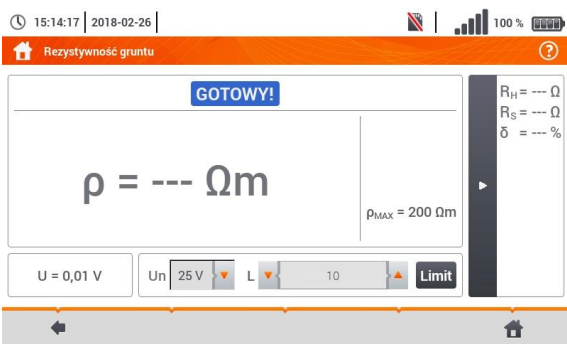 15:14:17 2018-02-26 100 %
Rezystywność gruntu ?
GOTOWY!
ρ = --- Ωm
ρMAX = 200 Ωm
RH = --- Ω
RS = --- Ω
δ = --- %
U = 0,01 V
Un 25 V L 10 Limit